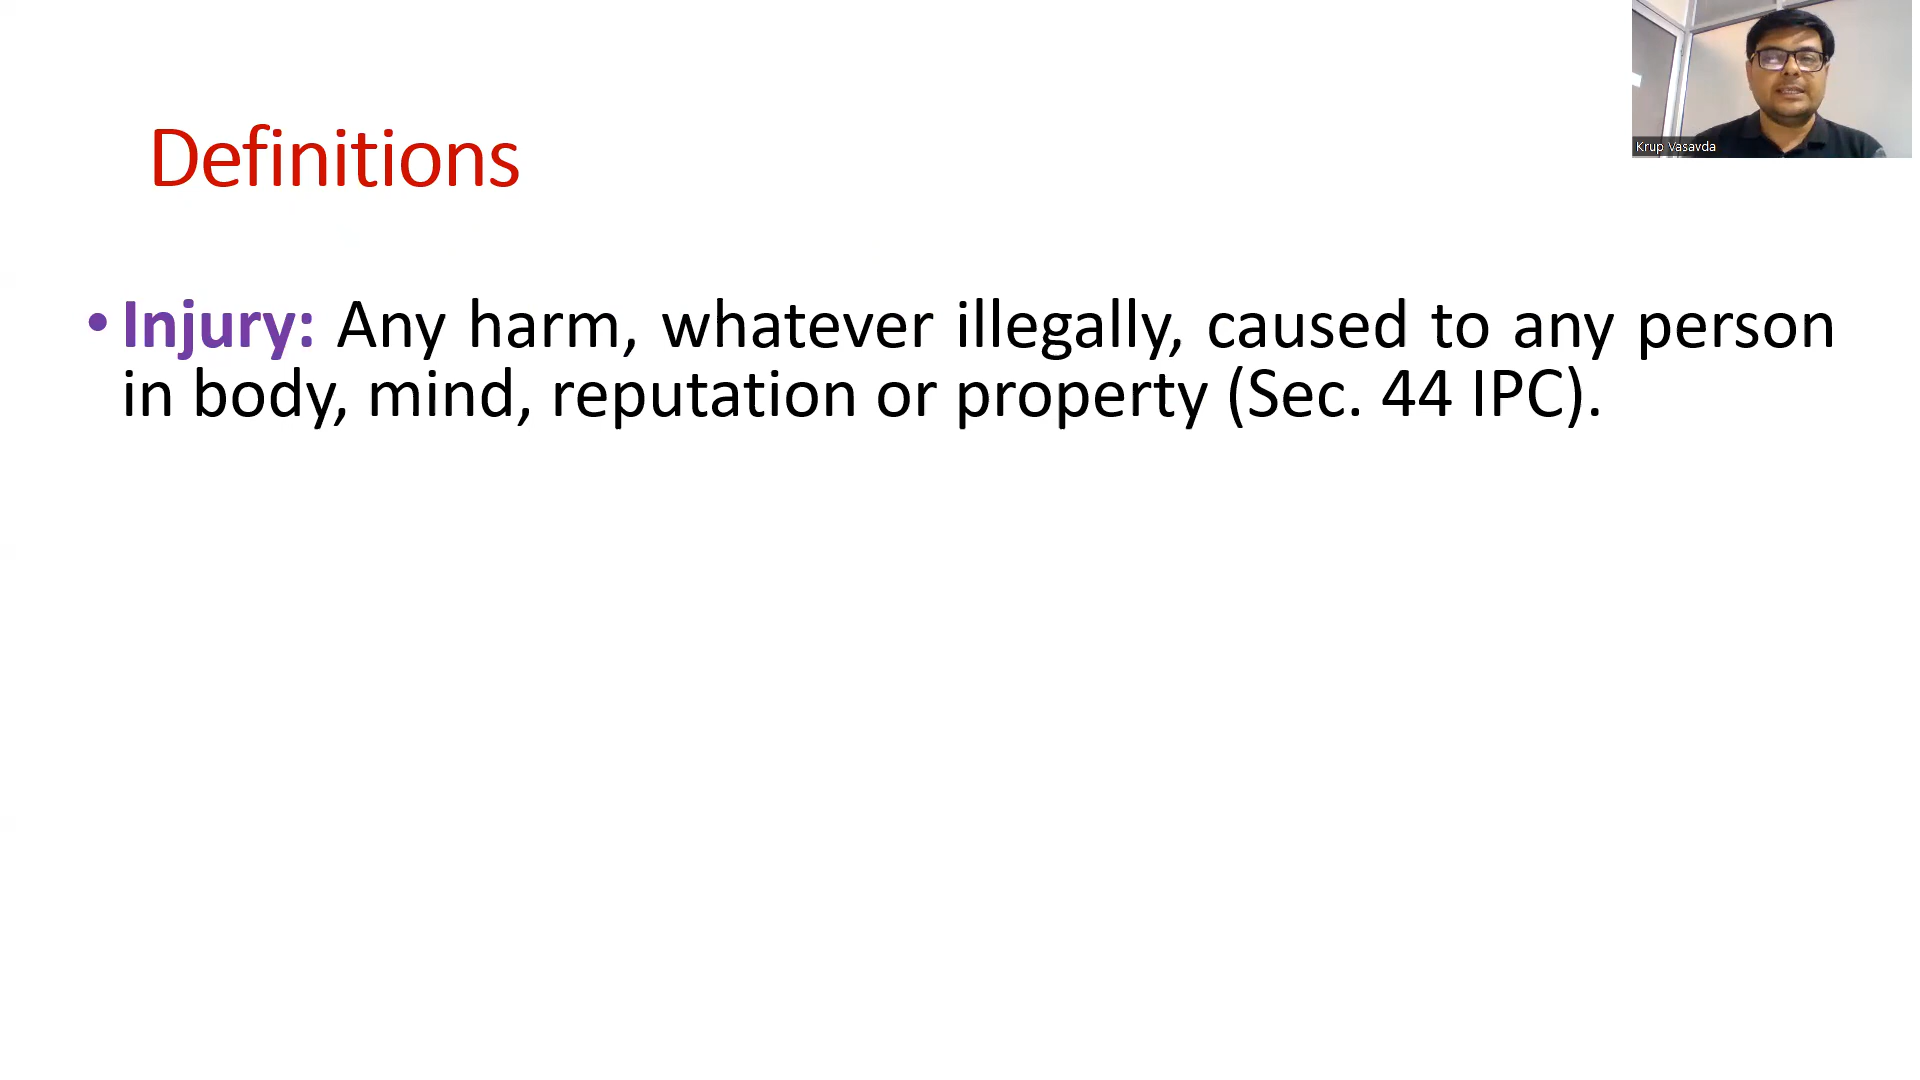 Krup Vasavda
Definitions
• Injury: Any harm, whatever illegally, caused to any person
in body, mind, reputation or property (Sec. 44 IPC).